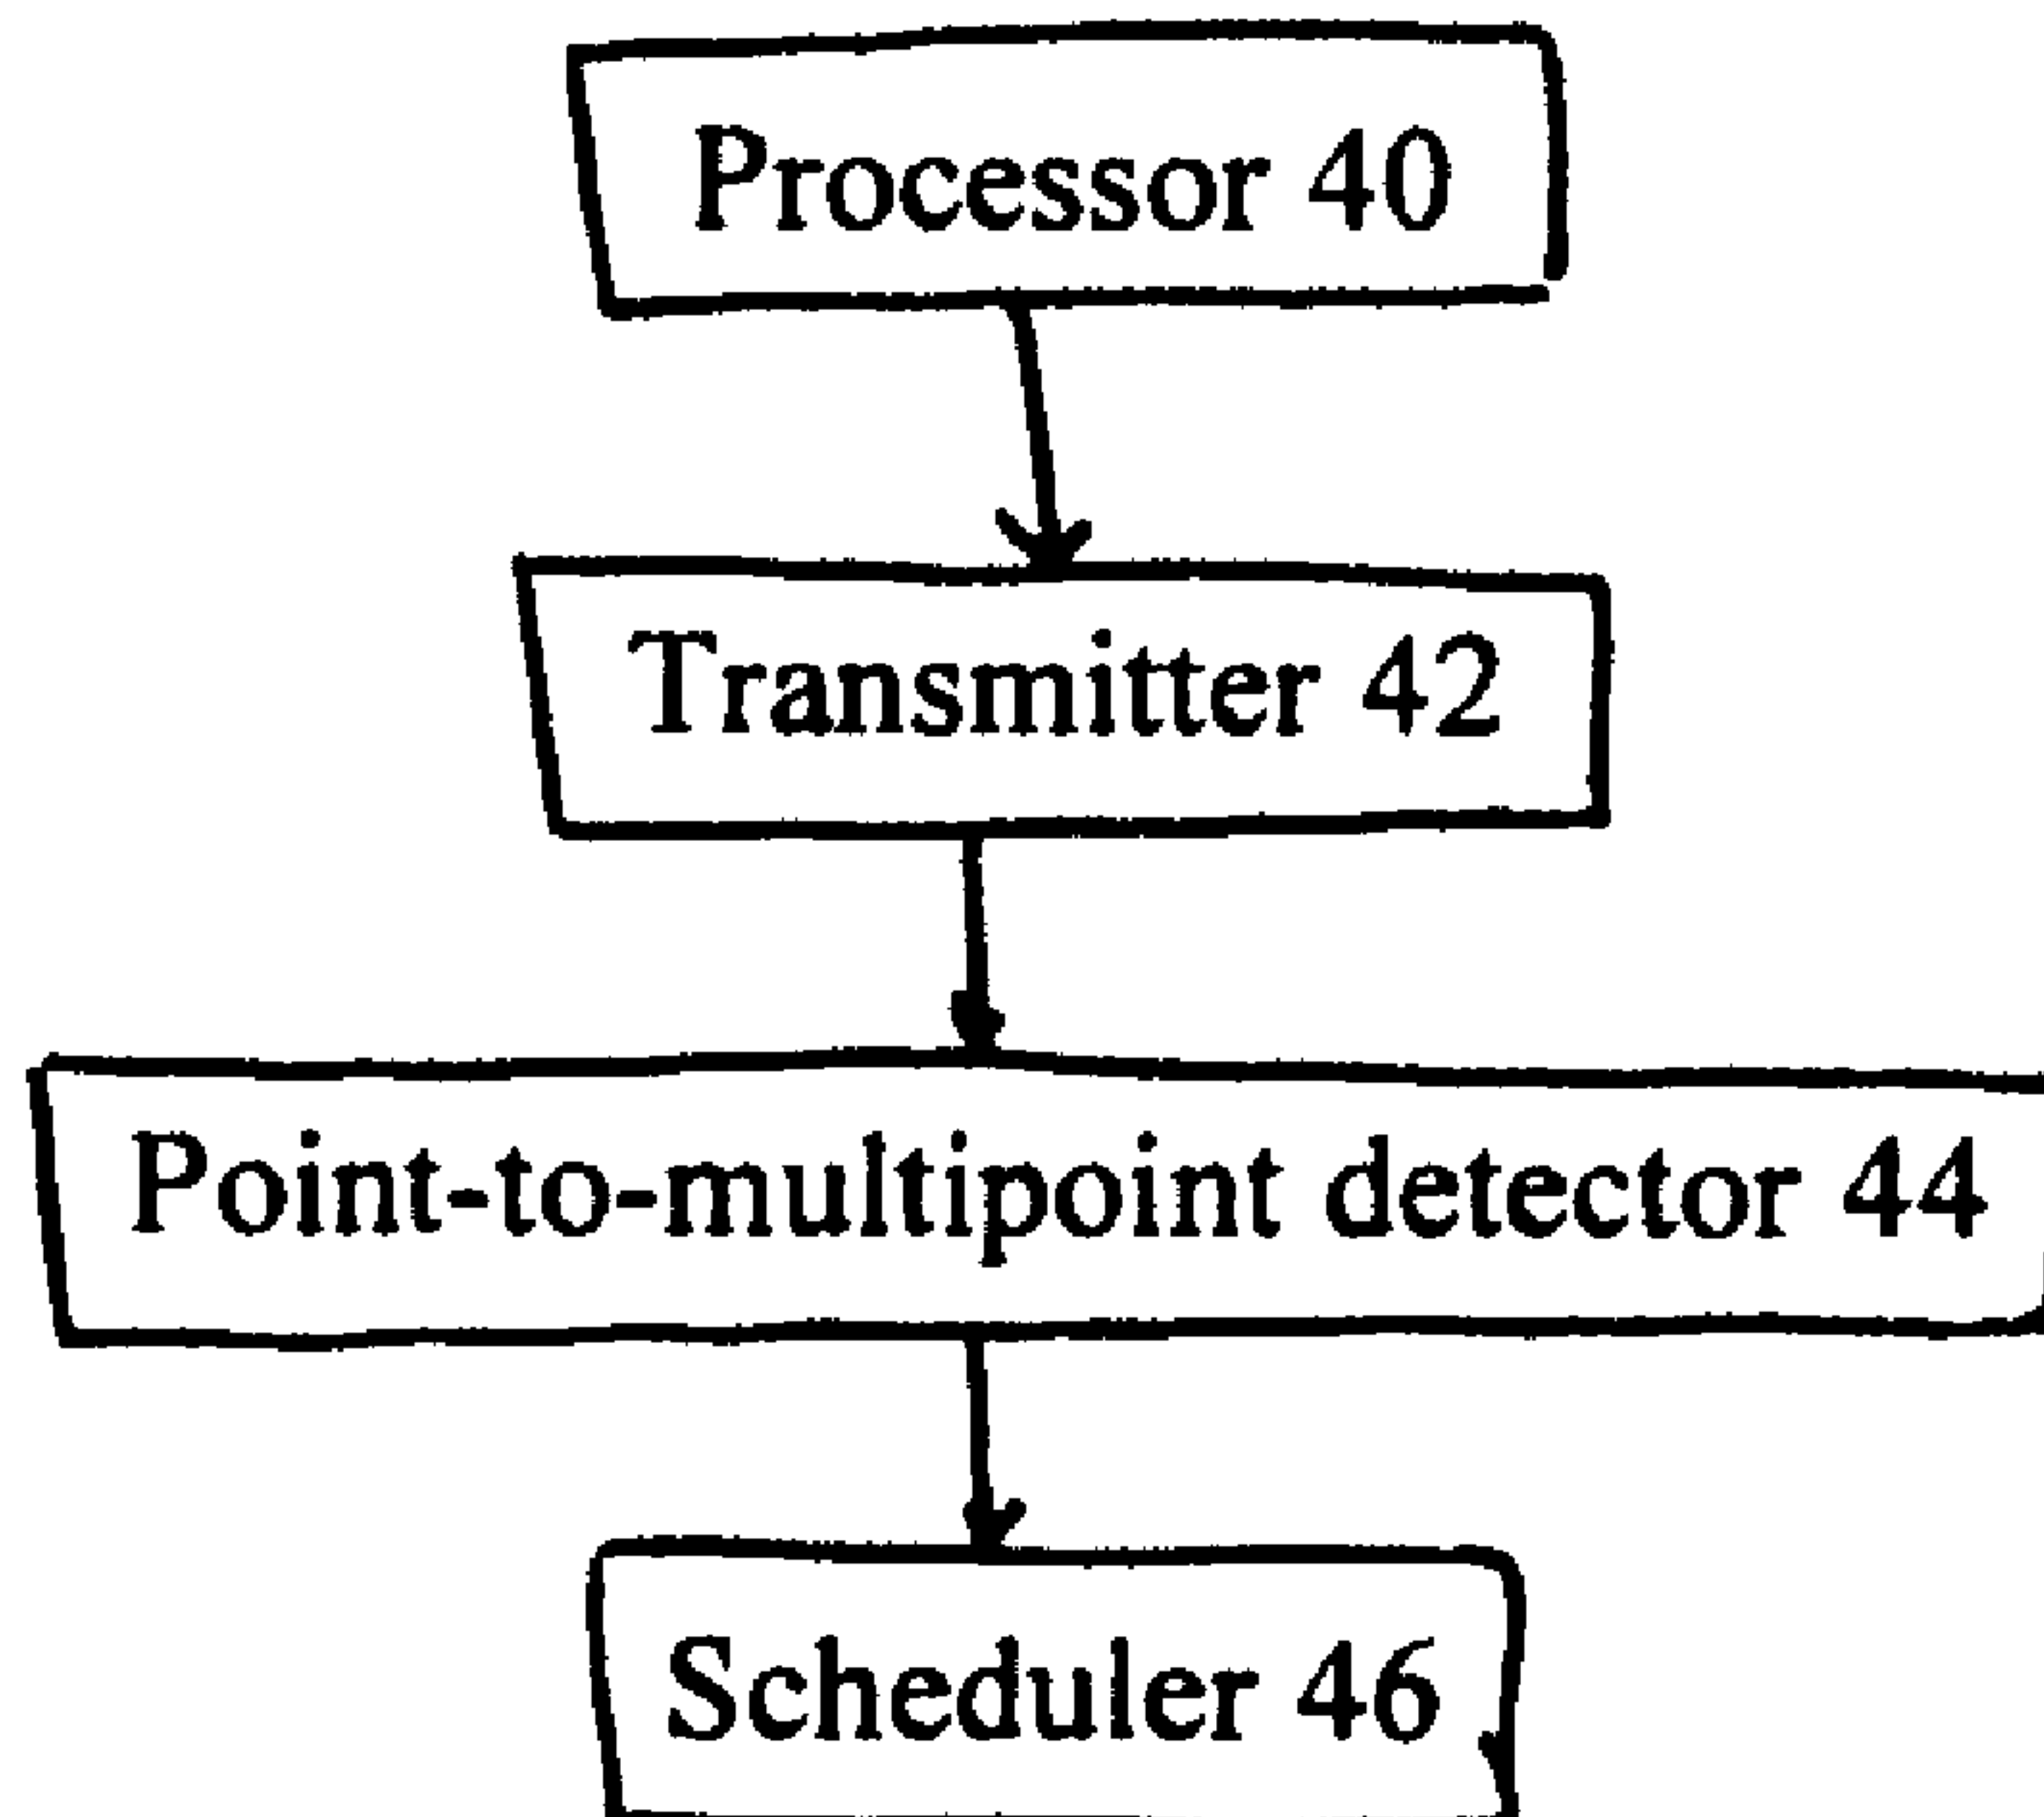 Processor 40
Transmitter 42
Point-to-multipoint detector 44
Scheduler 46